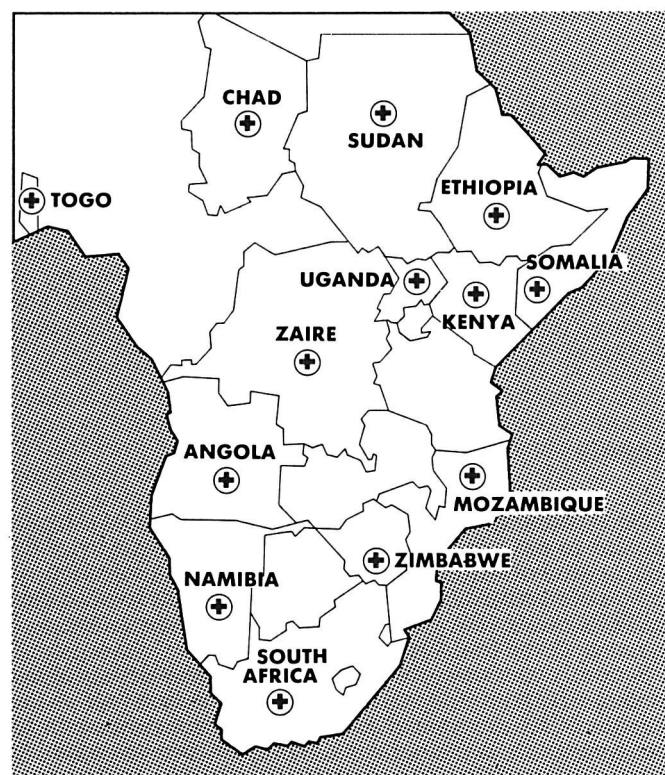 CHAD
SUDAN
ETHIOPIA
TOGO
SOMALIA
UGANDA
KENYA
ZAIRE
ANGOLA
MOZAMBIQUE
ZIMBABWE
NAMIBIA
SOUTH
AFRICA